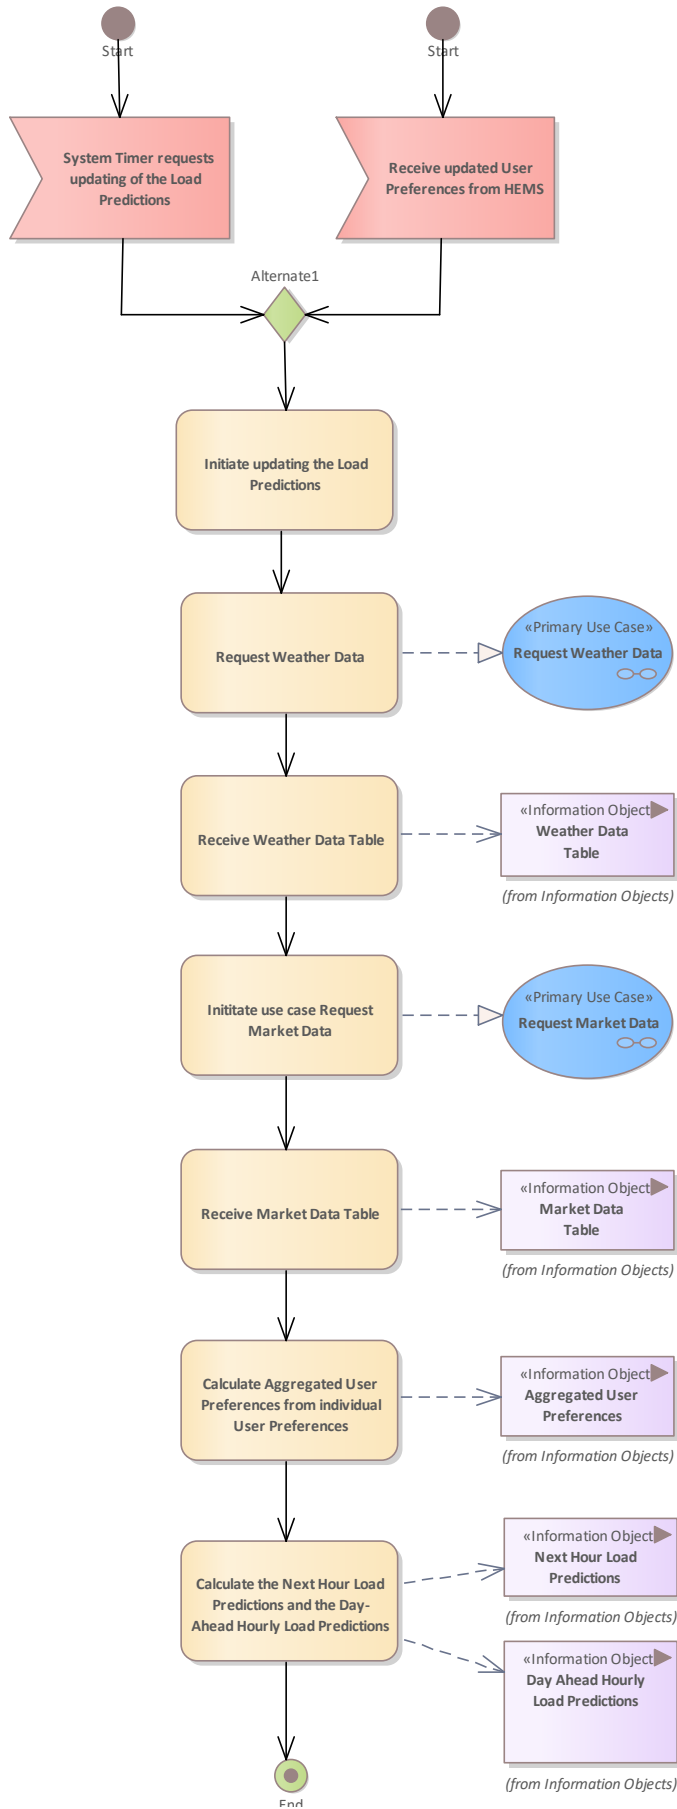 Start
Start
System Timer requests
updating of the Load
Predictions
Receive updated User
Preferences from HEMS
Alternate1
Initiate updating the Load
Predictions
Request Weather Data
«Primary Use Case»
Request Weather Data
Receive Weather Data Table
«Information Object
Weather Data
Table
(from Information Objects)
Inititate use case Request
Market Data
«Primary Use Case»
Request Market Data
Receive Market Data Table
«Information Object
Market Data
Table
(from Information Objects)
Calculate Aggregated User
Preferences from individual
User Preferences
«Information Object
Aggregated User
Preferences
(from Information Objects)
Calculate the Next Hour Load
Predictions and the Day-
Ahead Hourly Load Predictions
«Information Object
Next Hour Load
Predictions
(from Information Objects)
«Information Object
Day Ahead Hourly
Load Predictions
(from Information Objects)
End